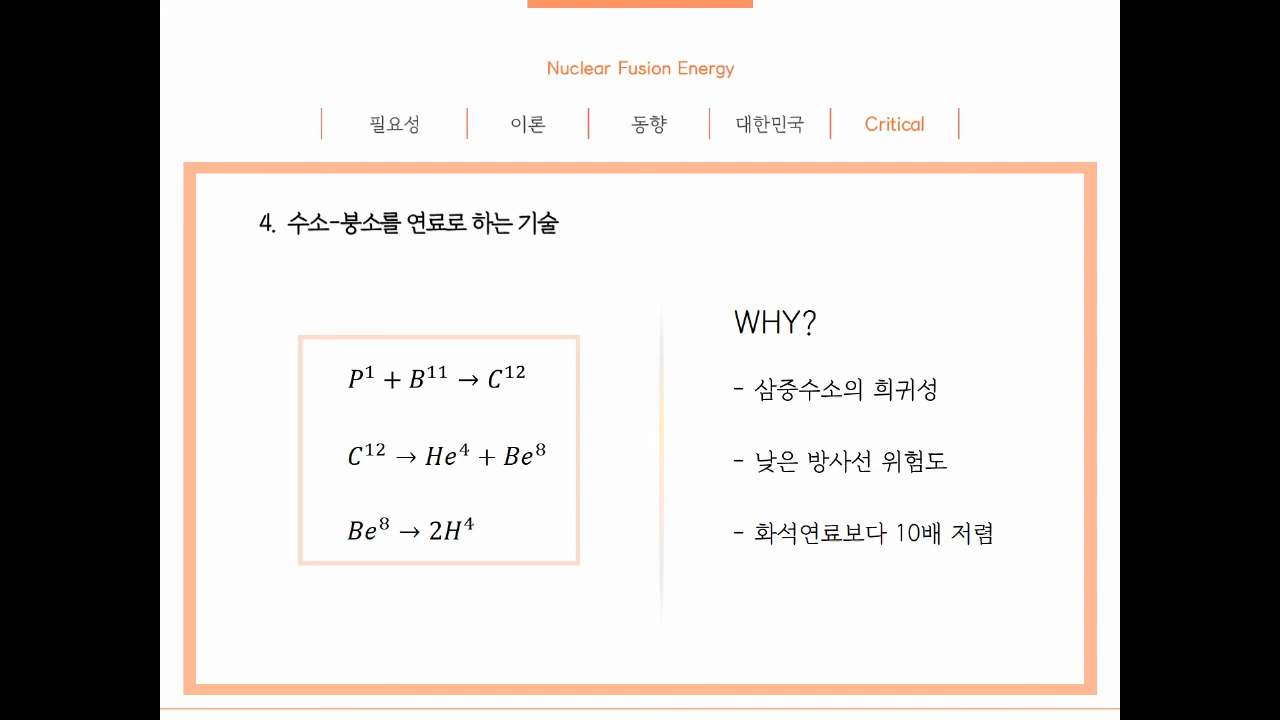 Nuclear Fusion Energy
필요성 이론 동향 대한민국 Critical
4. 수소-붕소를 연료로 하는 기술
P¹ + B¹¹ → C¹²
C¹² → He⁴ + Be⁸
Be⁸ → 2H⁴
WHY?
- 삼중수소의 희귀성
- 낮은 방사선 위험도
- 화석연료보다 10배 저렴